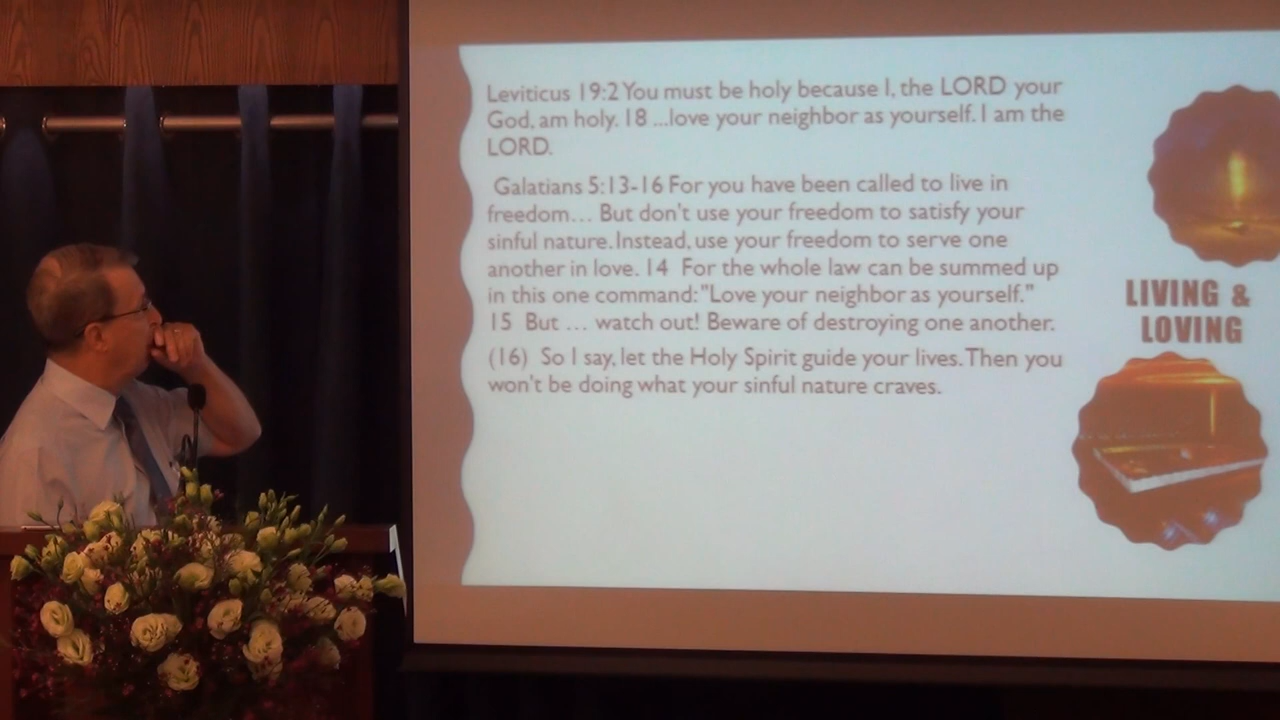 Leviticus 19:2 You must be holy because I, the LORD your
God, am holy. 18 ...love your neighbor as yourself. I am the
LORD.
Galatians 5:13-16 For you have been called to live in
freedom... But don't use your freedom to satisfy your
sinful nature. Instead, use your freedom to serve one
another in love. 14 For the whole law can be summed up
in this one command: "Love your neighbor as yourself."
15 But ... watch out! Beware of destroying one another.
(16) So I say, let the Holy Spirit guide your lives. Then you
won't be doing what your sinful nature craves.
LIVING &
LOVING